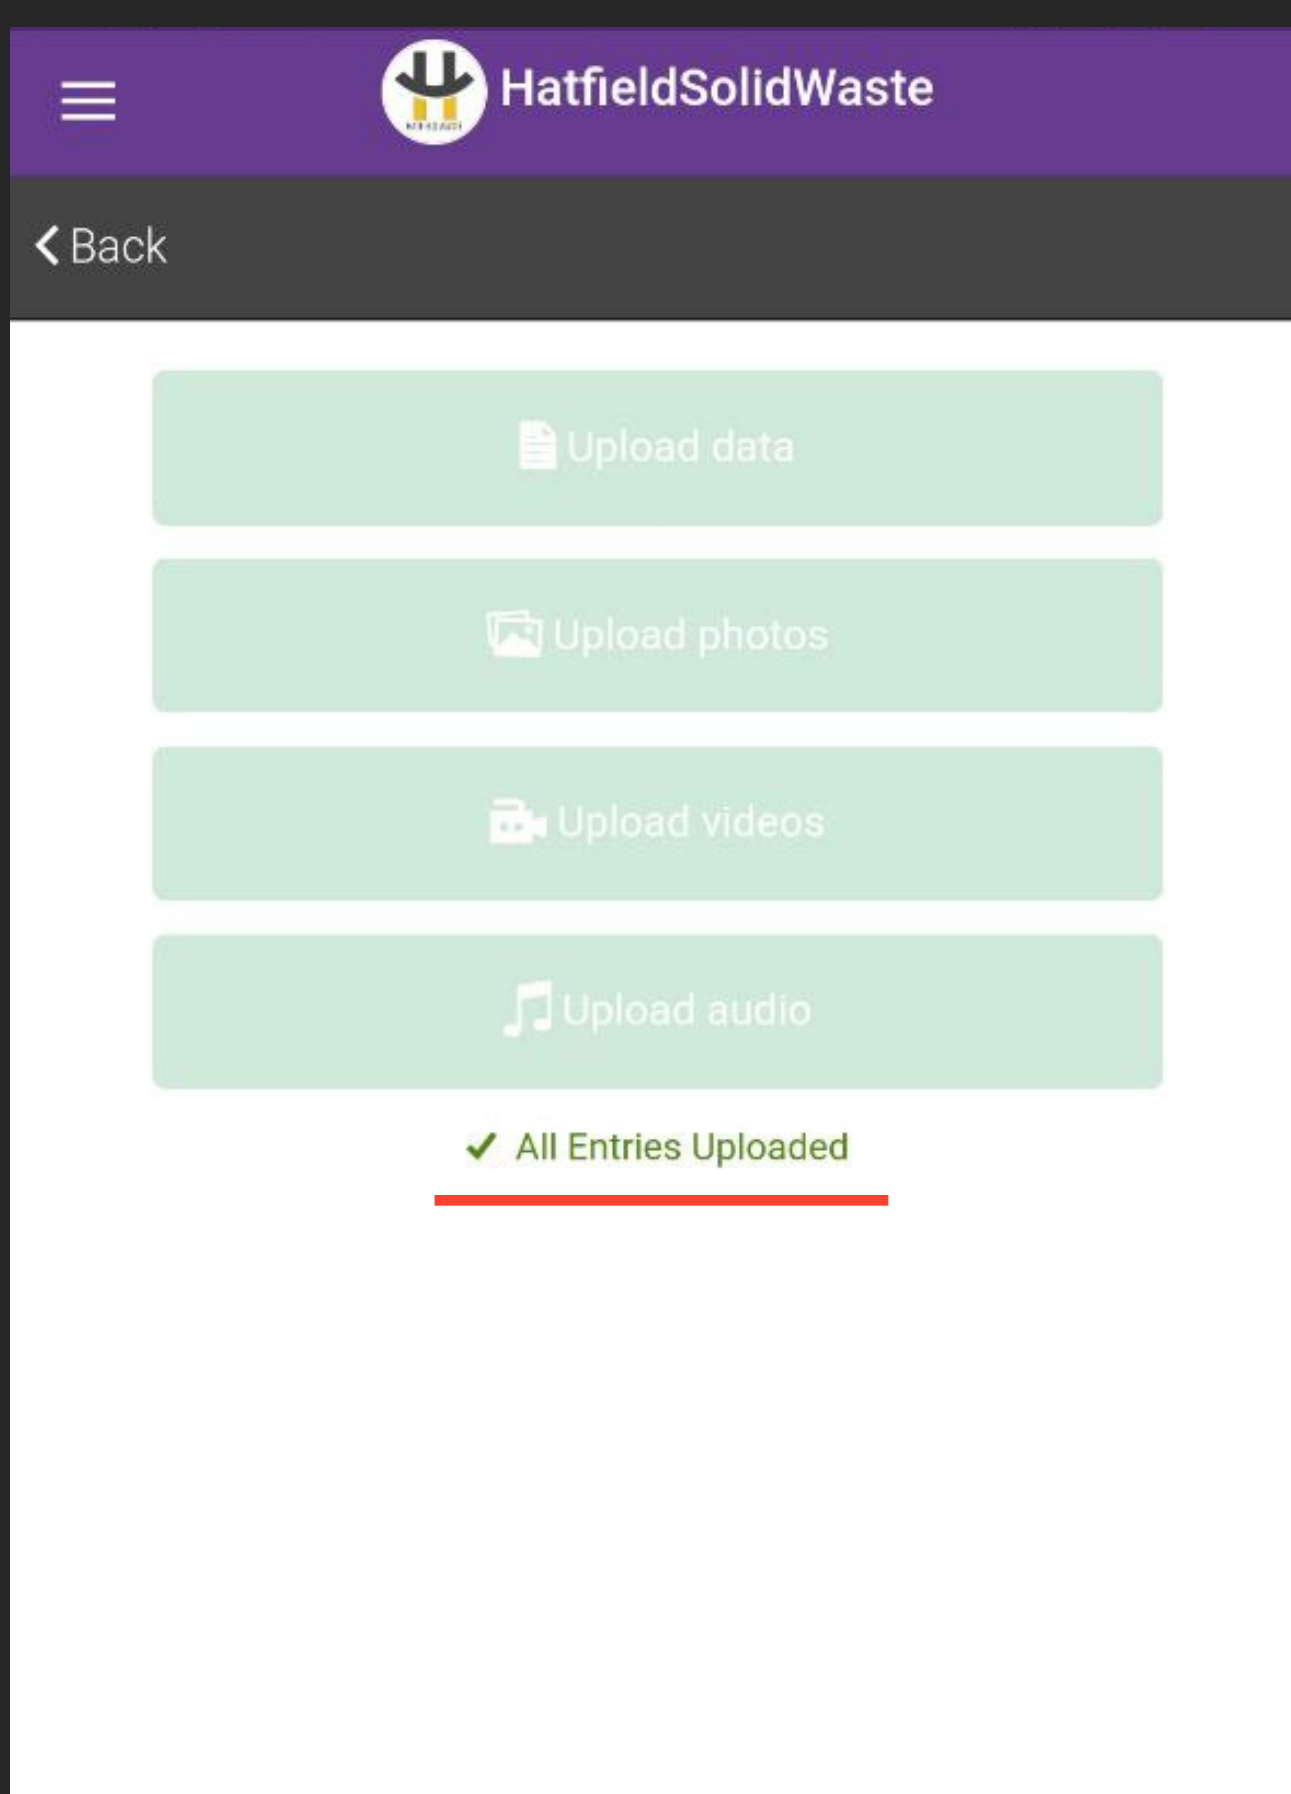 HatfieldSolidWaste
Back
Upload data
Upload photos
Upload videos
Upload audio
All Entries Uploaded